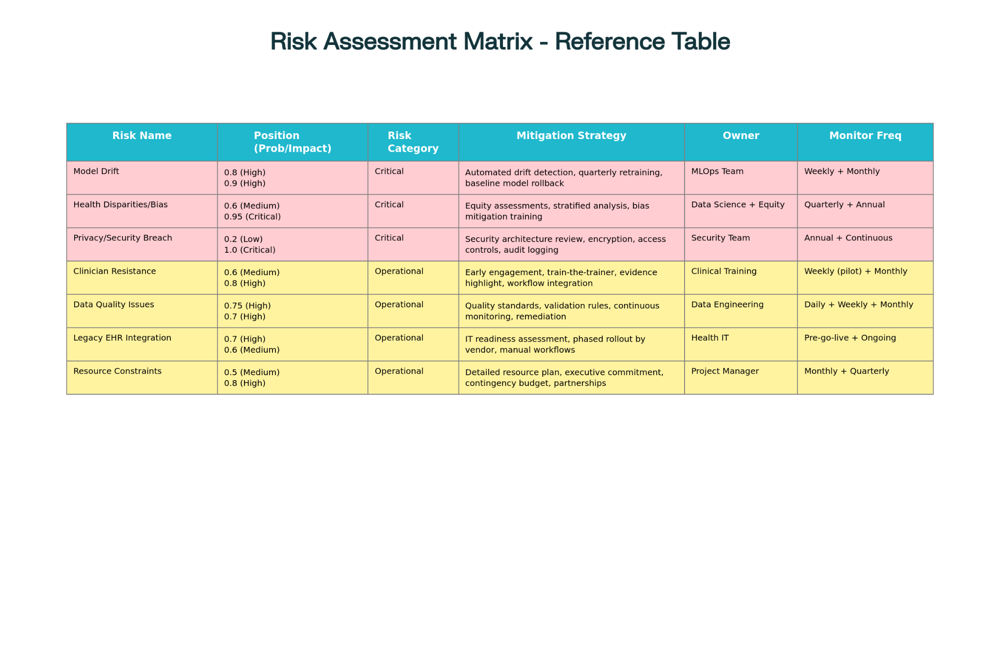 Risk Assessment Matrix - Reference Table
Risk Name
Position
(Prob/Impact)
Risk
Category
Mitigation Strategy
Owner
Monitor Freq
Model Drift
0.8 (High)
0.9 (High)
Critical
Automated drift detection, quarterly retraining,
baseline model rollback
MLOps Team
Weekly + Monthly
Health Disparities/Bias
0.6 (Medium)
0.95 (Critical)
Critical
Equity assessments, stratified analysis, bias
mitigation training
Data Science + Equity
Quarterly + Annual
Privacy/Security Breach
0.2 (Low)
1.0 (Critical)
Critical
Security architecture review, encryption, access
controls, audit logging
Security Team
Annual + Continuous
Clinician Resistance
0.6 (Medium)
0.8 (High)
Operational
Early engagement, train-the-trainer, evidence
highlight, workflow integration
Clinical Training
Weekly (pilot) + Monthly
Data Quality Issues
0.75 (High)
0.7 (High)
Operational
Quality standards, validation rules, continuous
monitoring, remediation
Data Engineering
Daily + Weekly + Monthly
Legacy EHR Integration
0.7 (High)
0.6 (Medium)
Operational
IT readiness assessment, phased rollout by
vendor, manual workflows
Health IT
Pre-go-live + Ongoing
Resource Constraints
0.5 (Medium)
0.8 (High)
Operational
Detailed resource plan, executive commitment,
contingency budget, partnerships
Project Manager
Monthly + Quarterly